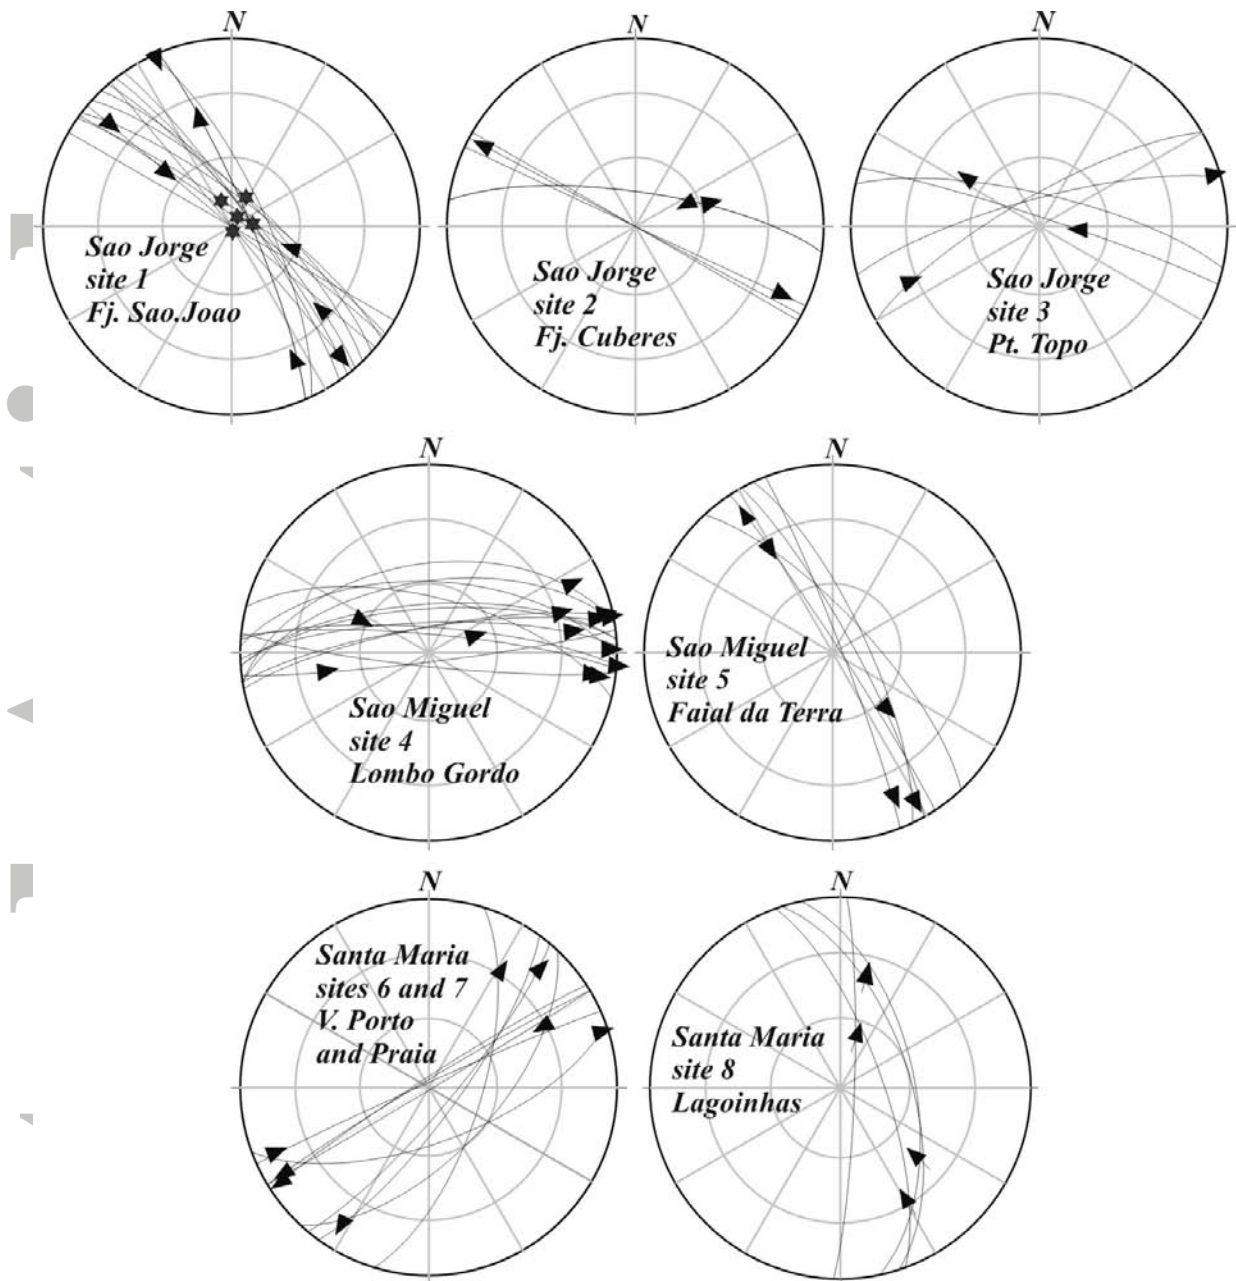 N
Sao Jorge
site 1
Fj. Sao.Joao
N
Sao Jorge
site 2
Fj. Cuberes
N
Sao Jorge
site 3
Pt. Topo
N
Sao Miguel
site 4
Lombo Gordo
N
Sao Miguel
site 5
Faial da Terra
N
Santa Maria
sites 6 and 7
V. Porto
and Praia
N
Santa Maria
site 8
Lagoinhas